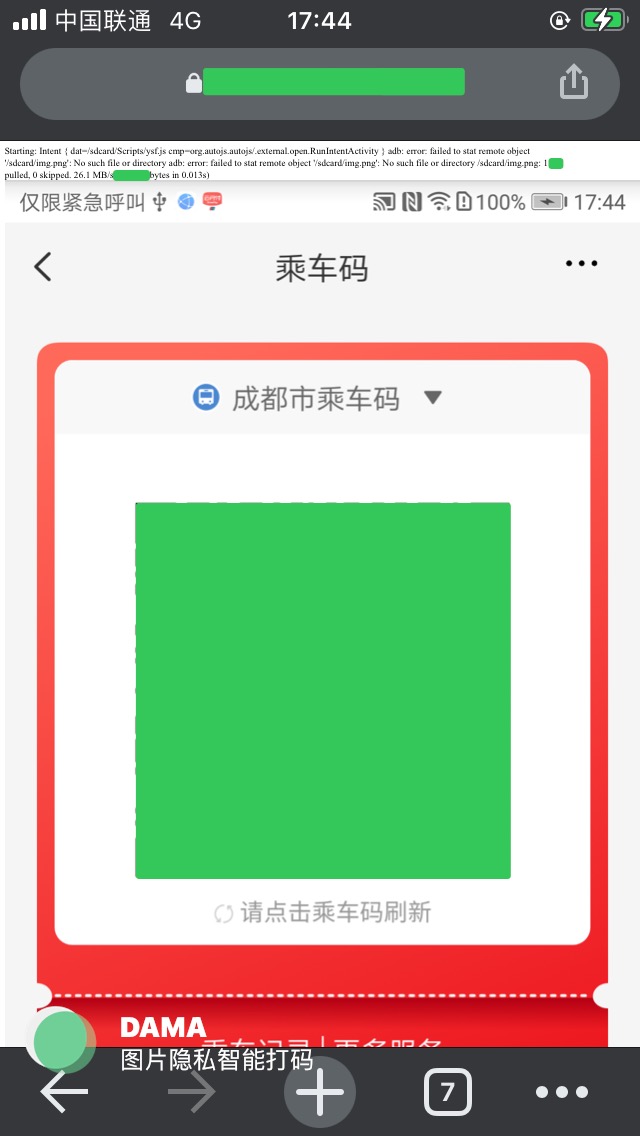 中国联通 4G 17:44
Starting: Intent { dat=/sdcard/Scripts/ysf.js cmp=org.autojs.autojs/.external.open.RunIntentActivity } adb: error: failed to stat remote object
'/sdcard/img.png': No such file or directory adb: error: failed to stat remote object '/sdcard/img.png': No such file or directory /sdcard/img.png: 1
pulled, 0 skipped. 26.1 MB/s bytes in 0.013s)
仅限紧急呼叫 100% 17:44
乘车码
成都市乘车码
请点击乘车码刷新
乘车记录 | 更多服务
DAMA
图片隐私智能打码
7